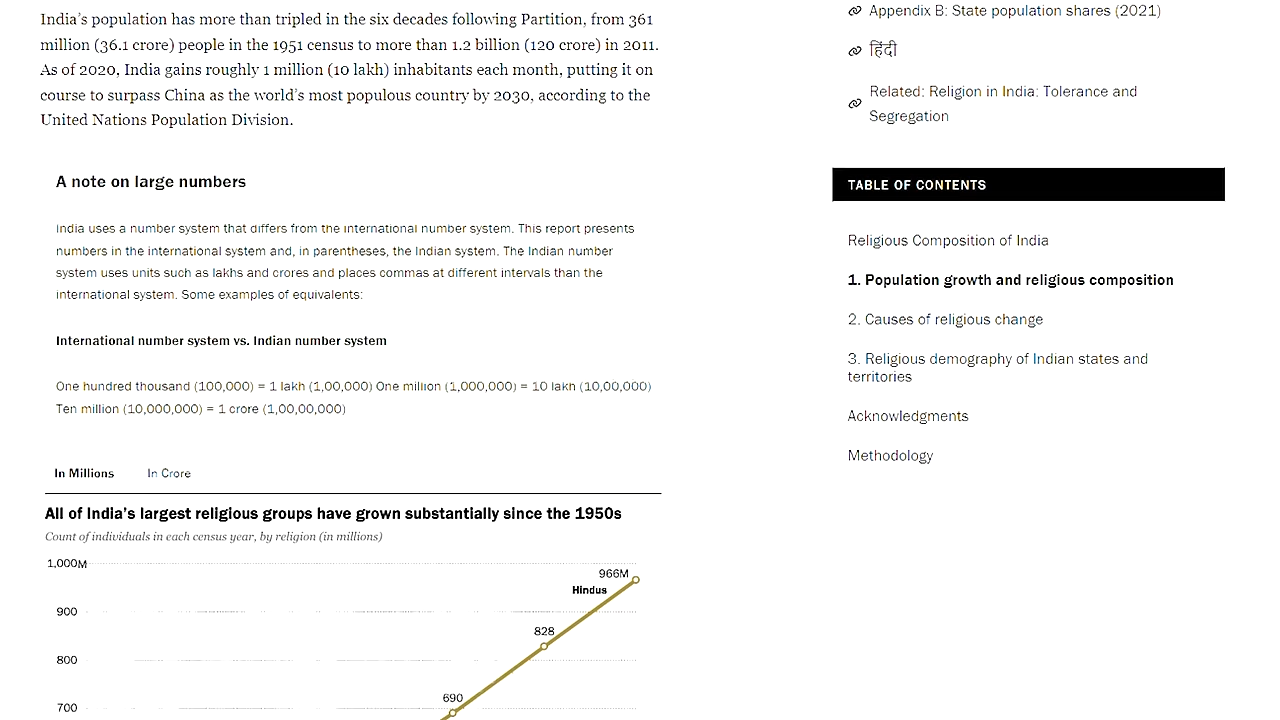 India’s population has more than tripled in the six decades following Partition, from 361
million (36.1 crore) people in the 1951 census to more than 1.2 billion (120 crore) in 2011.
As of 2020, India gains roughly 1 million (10 lakh) inhabitants each month, putting it on
course to surpass China as the world’s most populous country by 2030, according to the
United Nations Population Division.
A note on large numbers
India uses a number system that differs from the international number system. This report presents
numbers in the international system and, in parentheses, the Indian system. The Indian number
system uses units such as lakhs and crores and places commas at different intervals than the
international system. Some examples of equivalents:
International number system vs. Indian number system
One hundred thousand (100,000) = 1 lakh (1,00,000) One million (1,000,000) = 10 lakh (10,00,000)
Ten million (10,000,000) = 1 crore (1,00,00,000)
In Millions In Crore
All of India’s largest religious groups have grown substantially since the 1950s
Count of individuals in each census year, by religion (in millions)
1,000M
966M
Hindus
900
828
800
690
700
Appendix B: State population shares (2021)
हिंदी
Related: Religion in India: Tolerance and
Segregation
TABLE OF CONTENTS
Religious Composition of India
1. Population growth and religious composition
2. Causes of religious change
3. Religious demography of Indian states and
territories
Acknowledgments
Methodology